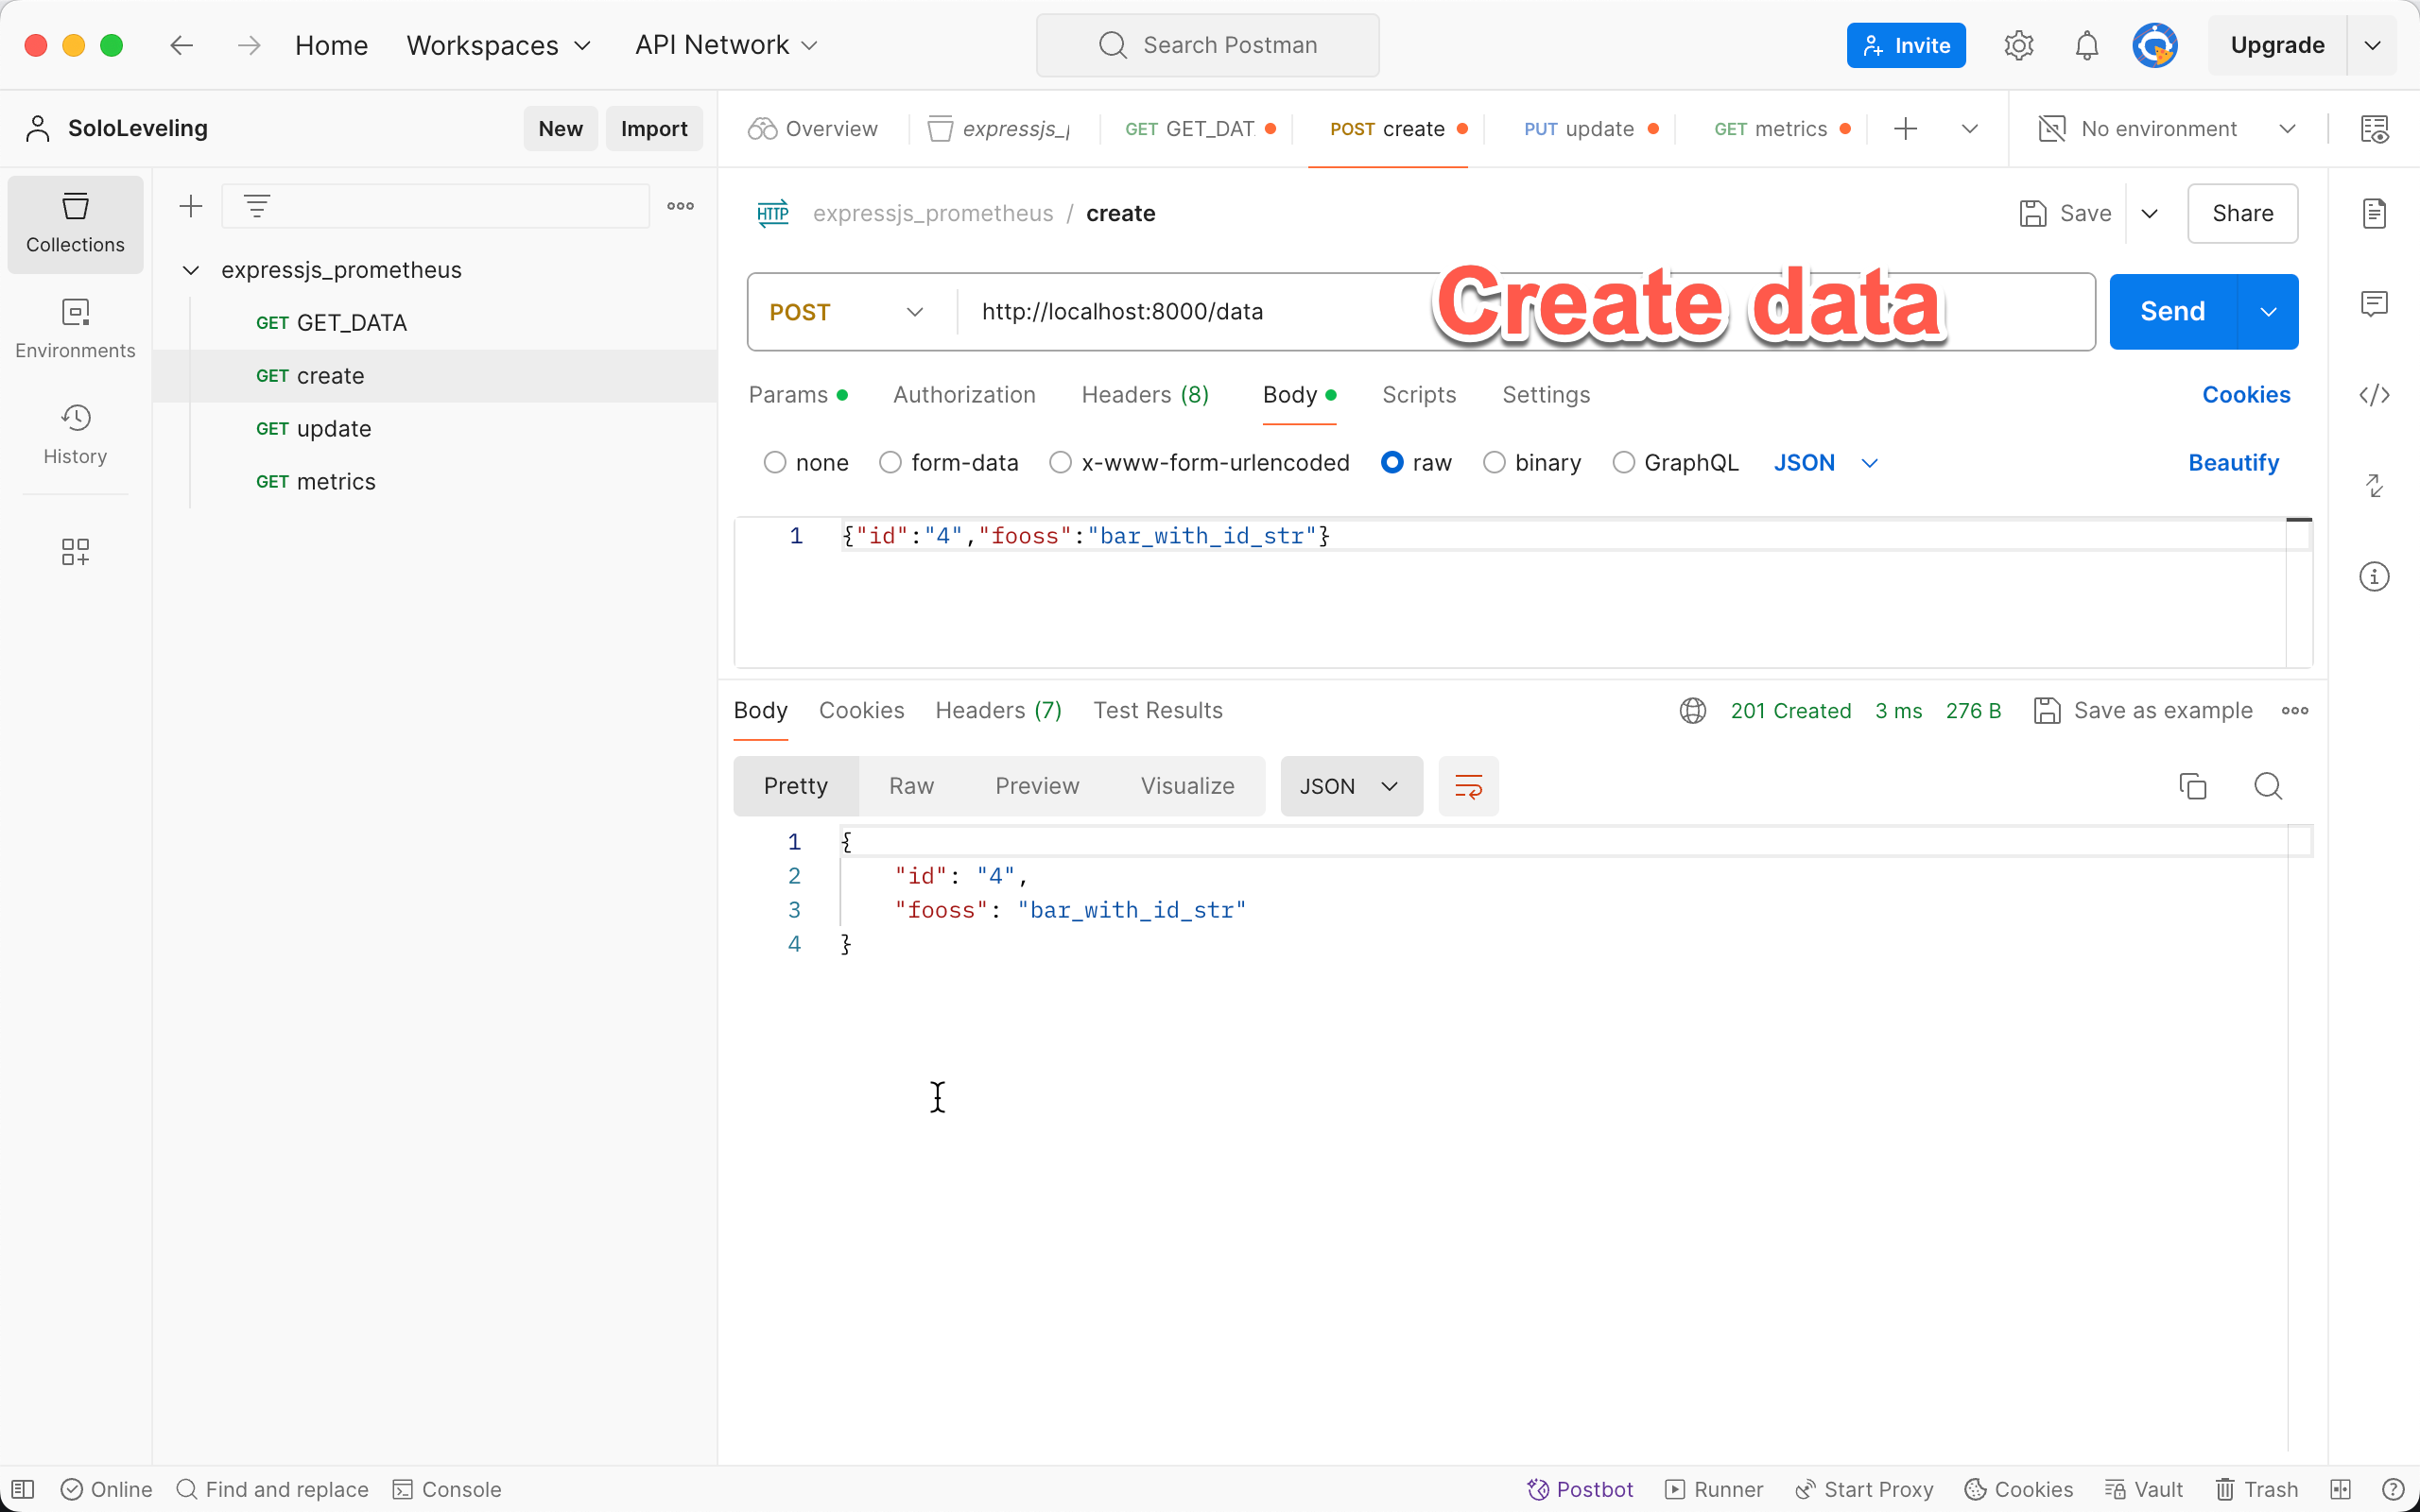 Home Workspaces API Network Search Postman Invite Upgrade
SoloLeveling New Import Overview expressjs_p GET GET_DAT. POST create PUT update GET metrics No environment
Collections
Environments
History
expressjs_prometheus
GET GET_DATA
GET create
GET update
GET metrics
HTTP expressjs_prometheus / create Save Share
POST http://localhost:8000/data Create data Send
Params Authorization Headers (8) Body Scripts Settings Cookies
none form-data x-www-form-urlencoded raw binary GraphQL JSON Beautify
1 {"id":"4","fooss":"bar_with_id_str"}
Body Cookies Headers (7) Test Results 201 Created 3 ms 276 B Save as example
Pretty Raw Preview Visualize JSON
1 {
2 "id": "4",
3 "fooss": "bar_with_id_str"
4 }
Online Find and replace Console Postbot Runner Start Proxy Cookies Vault Trash